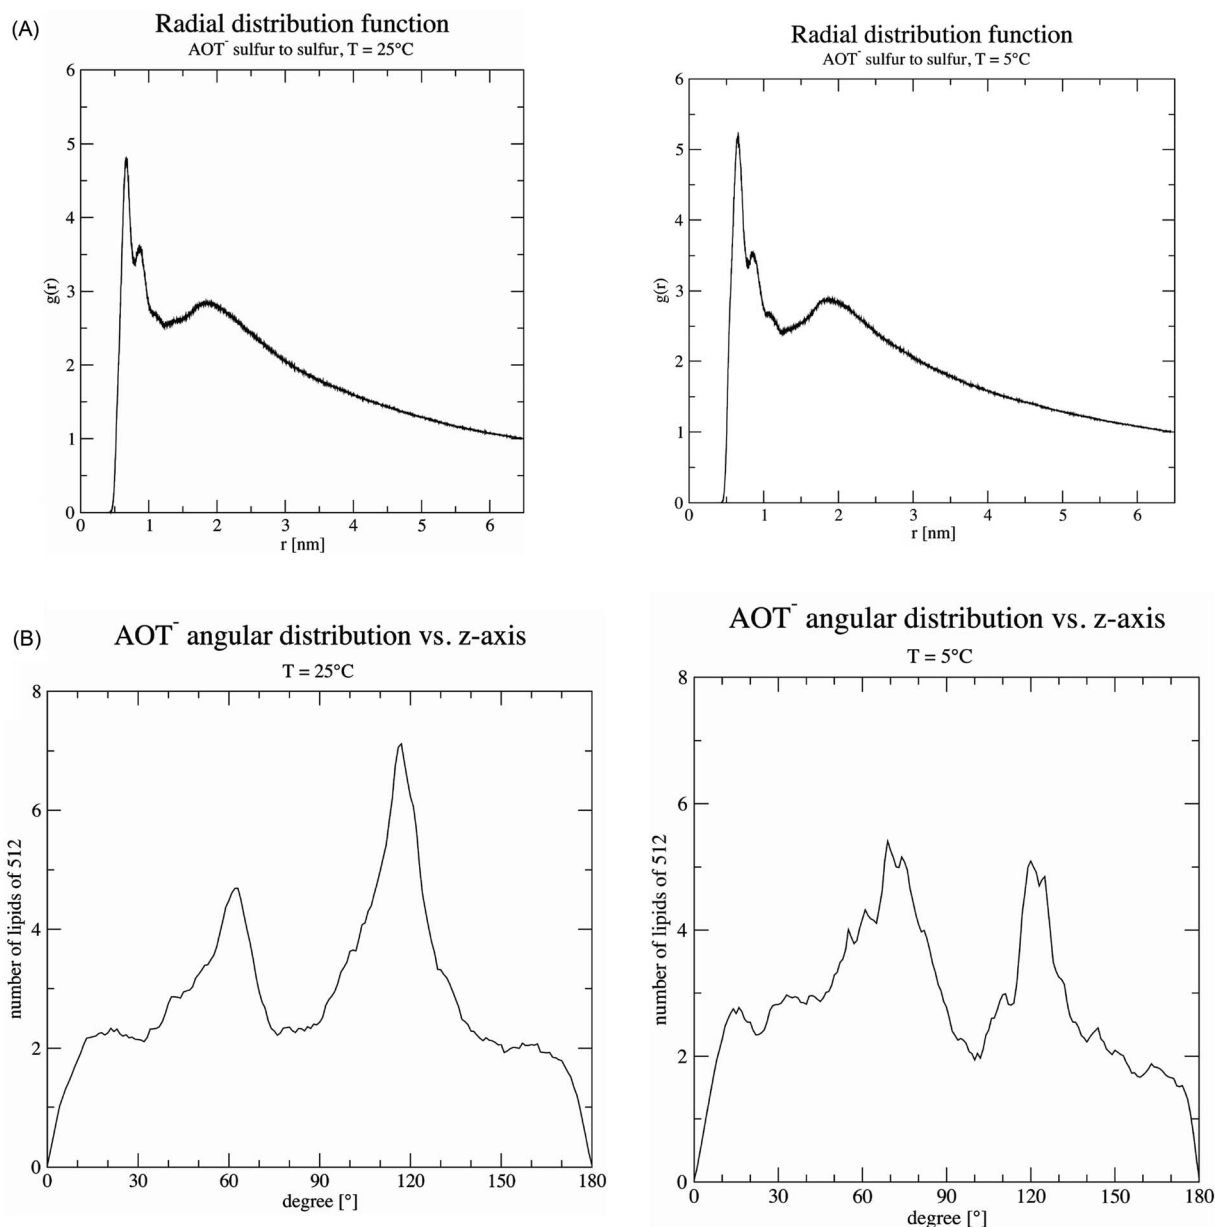 (A)
Radial distribution function
AOT⁻ sulfur to sulfur, T = 25°C
6
5
4
3
2
1
0
g(r)
0 1 2 3 4 5 6
r [nm]
Radial distribution function
AOT⁻ sulfur to sulfur, T = 5°C
6
5
4
3
2
1
0
g(r)
0 1 2 3 4 5 6
r [nm]
(B)
AOT⁻ angular distribution vs. z-axis
T = 25°C
8
6
4
2
0
number of lipids of 512
0 30 60 90 120 150 180
degree [°]
AOT⁻ angular distribution vs. z-axis
T = 5°C
8
6
4
2
0
number of lipids of 512
0 30 60 90 120 150 180
degree [°]